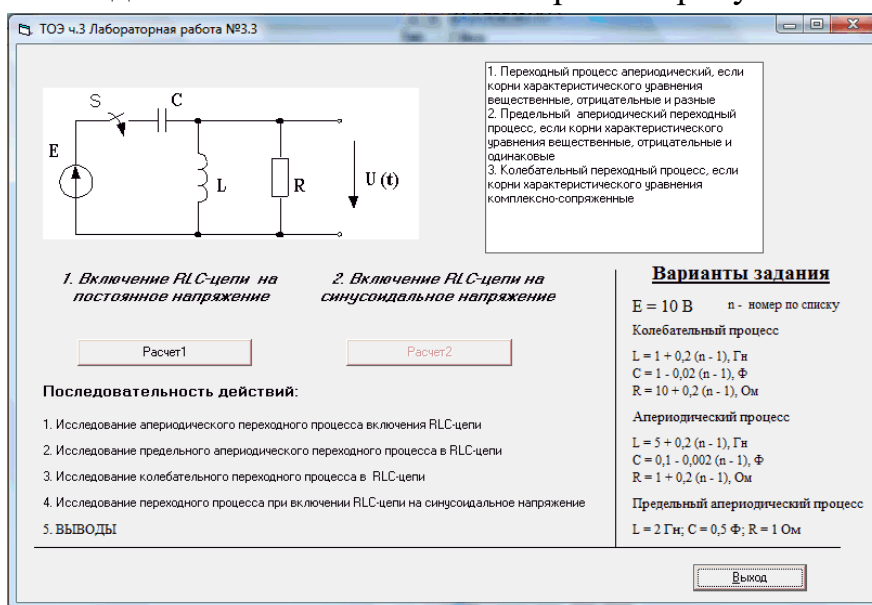 ТОЭ ч.3 Лабораторная работа №3.3
S
C
E
L
R
U (t)
1. Переходный процесс апериодический, если
корни характеристического уравнения
вещественные, отрицательные и разные
2. Предельный апериодический переходный
процесс, если корни характеристического
уравнения вещественные, отрицательные и
одинаковые
3. Колебательный переходный процесс, если
корни характеристического уравнения
комплексно-сопряженные
1. Включение RLC-цепи на
постоянное напряжение
2. Включение RLC-цепи на
синусоидальное напряжение
Расчет1
Расчет2
Последовательность действий:
1. Исследование апериодического переходного процесса включения RLC-цепи
2. Исследование предельного апериодического переходного процесса в RLC-цепи
3. Исследование колебательного переходного процесса в RLC-цепи
4. Исследование переходного процесса при включении RLC-цепи на синусоидальное напряжение
5. ВЫВОДЫ
Варианты задания
E = 10 В n - номер по списку
Колебательный процесс
L = 1 + 0,2 (n - 1), Гн
C = 1 - 0,02 (n - 1), Ф
R = 10 + 0,2 (n - 1), Ом
Апериодический процесс
L = 5 + 0,2 (n - 1), Гн
C = 0,1 - 0,002 (n - 1), Ф
R = 1 + 0,2 (n - 1), Ом
Предельный апериодический процесс
L = 2 Гн; C = 0,5 Ф; R = 1 Ом
Выход